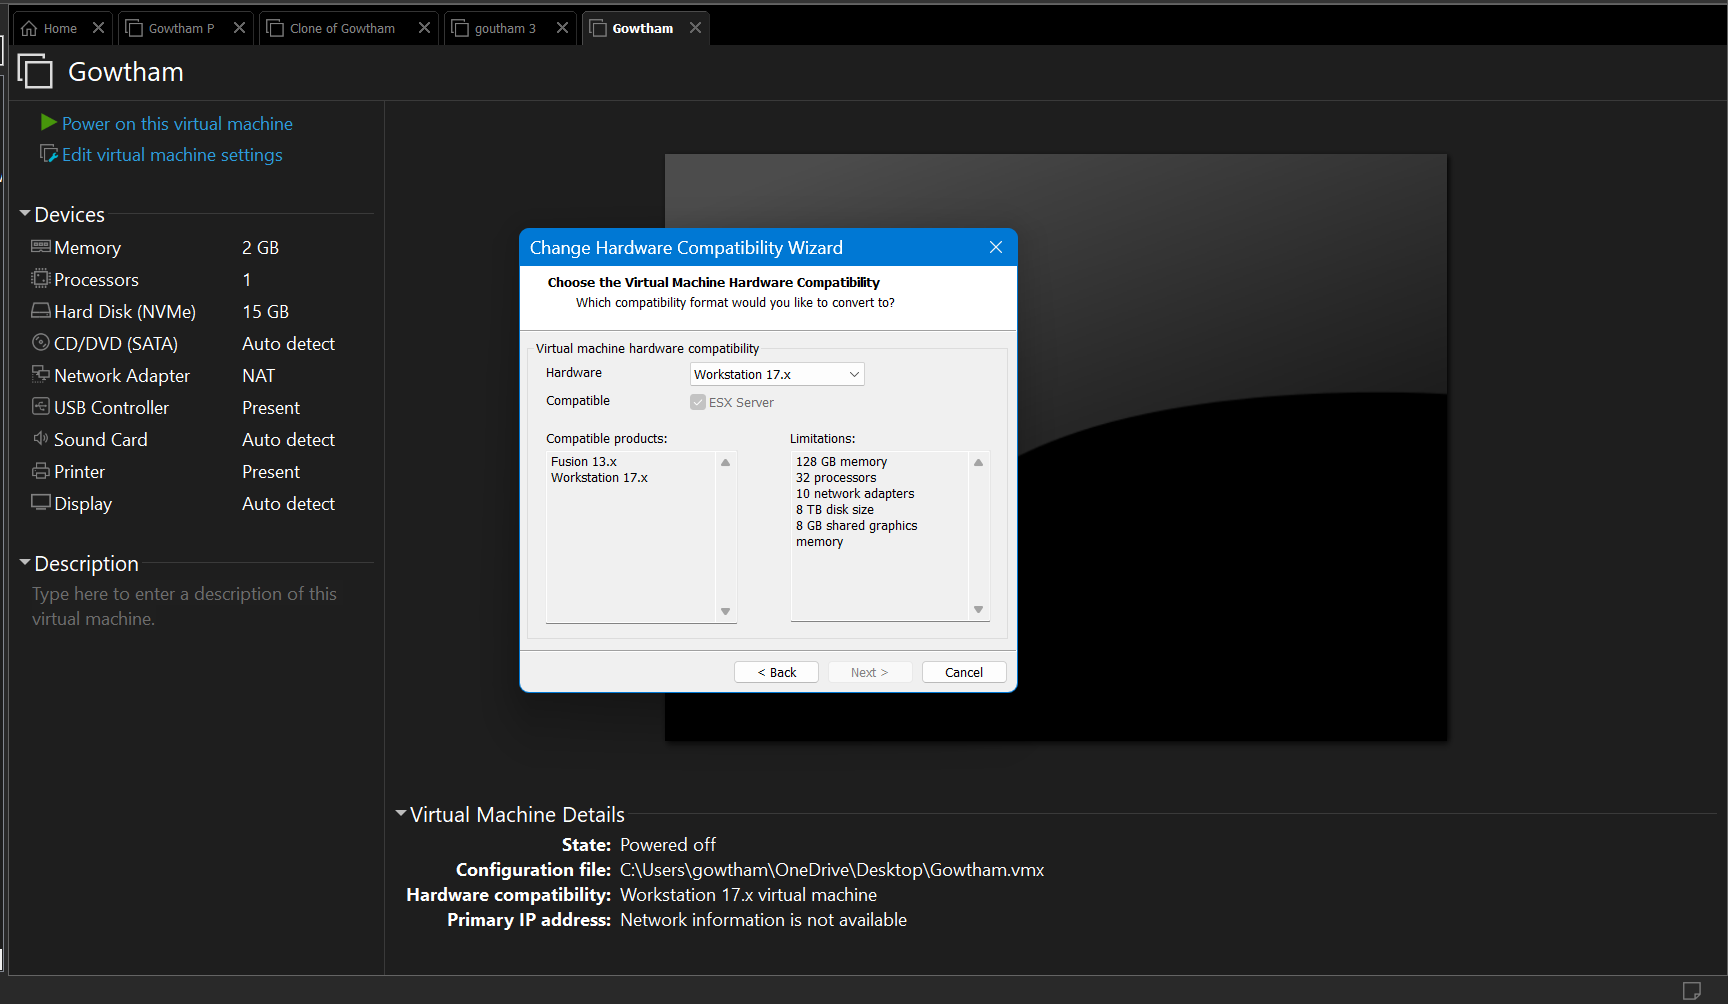 Home
Gowtham P
Clone of Gowtham
goutham 3
Gowtham
Gowtham
Power on this virtual machine
Edit virtual machine settings
Devices
Memory 2 GB
Processors 1
Hard Disk (NVMe) 15 GB
CD/DVD (SATA) Auto detect
Network Adapter NAT
USB Controller Present
Sound Card Auto detect
Printer Present
Display Auto detect
Description
Type here to enter a description of this
virtual machine.
Change Hardware Compatibility Wizard
Choose the Virtual Machine Hardware Compatibility
Which compatibility format would you like to convert to?
Virtual machine hardware compatibility
Hardware Workstation 17.x
Compatible ESX Server
Compatible products:
Fusion 13.x
Workstation 17.x
Limitations:
128 GB memory
32 processors
10 network adapters
8 TB disk size
8 GB shared graphics
memory
< Back Next > Cancel
Virtual Machine Details
State: Powered off
Configuration file: C:\Users\gowtham\OneDrive\Desktop\Gowtham.vmx
Hardware compatibility: Workstation 17.x virtual machine
Primary IP address: Network information is not available